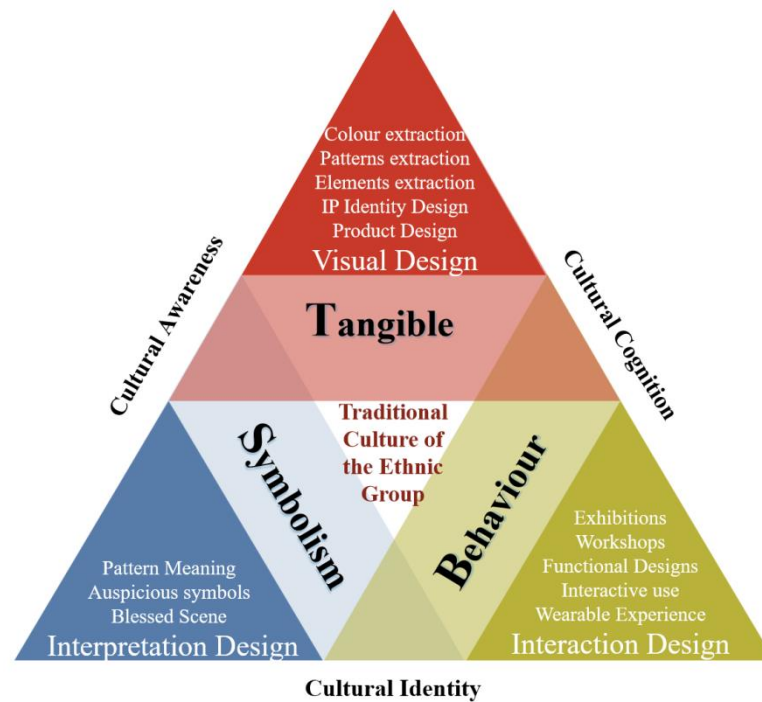 Colour extraction
Patterns extraction
Elements extraction
IP Identity Design
Product Design
Visual Design
Cultural Awareness
Cultural Cognition
Tangible
Traditional
Culture of
the Ethnic
Group
Symbolism
Behaviour
Pattern Meaning
Auspicious symbols
Blessed Scene
Interpretation Design
Exhibitions
Workshops
Functional Designs
Interactive use
Wearable Experience
Interaction Design
Cultural Identity